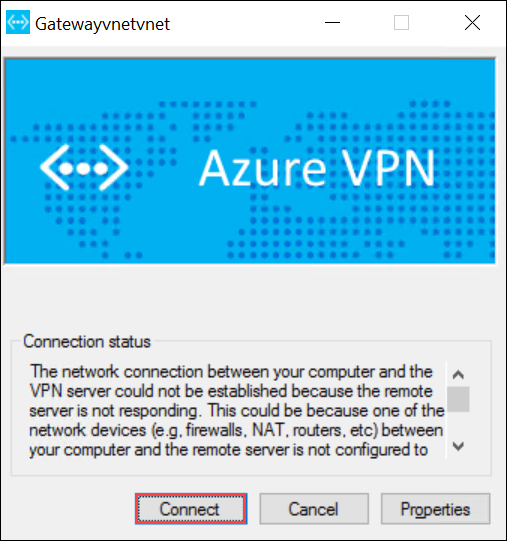 Gatewayvnetvnet
Azure VPN
Connection status
The network connection between your computer and the
VPN server could not be established because the remote
server is not responding. This could be because one of the
network devices (e.g, firewalls, NAT, routers, etc) between
your computer and the remote server is not configured to
Connect
Cancel
Properties